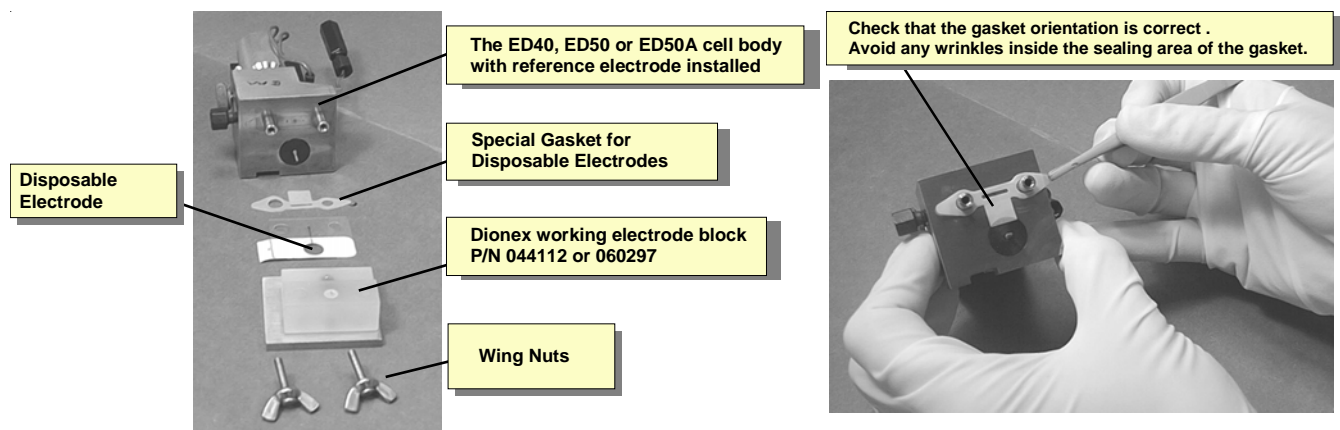 The ED40, ED50 or ED50A cell body
with reference electrode installed
Special Gasket for
Disposable Electrodes
Disposable
Electrode
Dionex working electrode block
P/N 044112 or 060297
Wing Nuts
Check that the gasket orientation is correct .
Avoid any wrinkles inside the sealing area of the gasket.